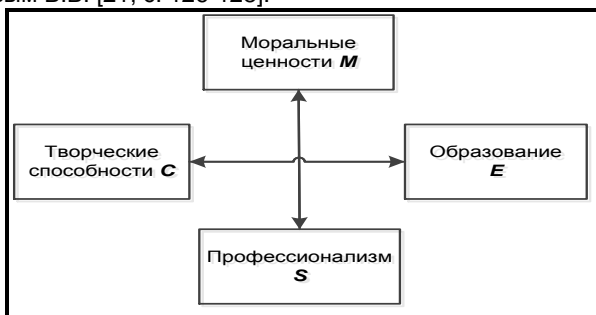 Моральные
ценности M
Творческие
способности C
Образование
E
Профессионализм
S